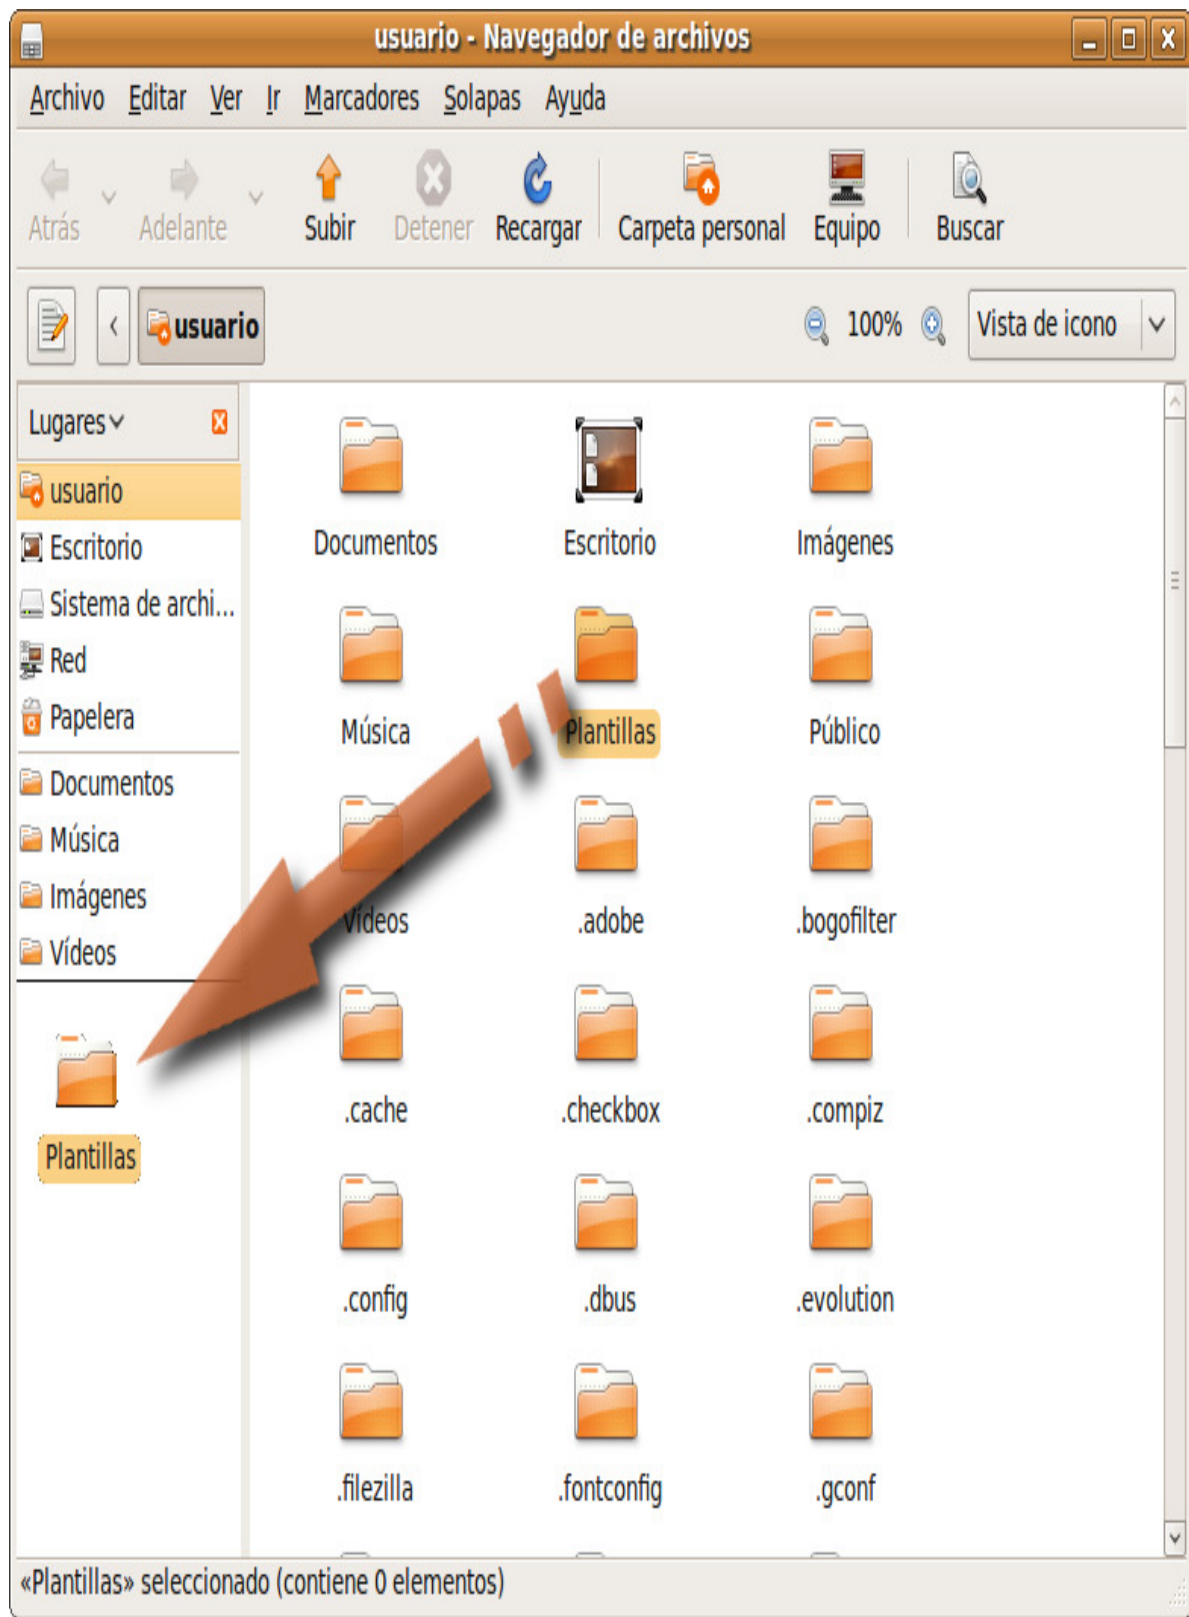 usuario - Navegador de archivos
Archivo Editar Ver Ir Marcadores Solapas Ayuda
Atrás Adelante Subir Detener Recargar Carpeta personal Equipo Buscar
usuario 100% Vista de icono
Lugares
usuario
Escritorio
Sistema de archi...
Red
Papelera
Documentos
Música
Imágenes
Vídeos
Plantillas
Documentos Escritorio Imágenes
Música Plantillas Público
Vídeos .adobe .bogofilter
.cache .checkbox .compiz
.config .dbus .evolution
.filezilla .fontconfig .gconf
«Plantillas» seleccionado (contiene 0 elementos)